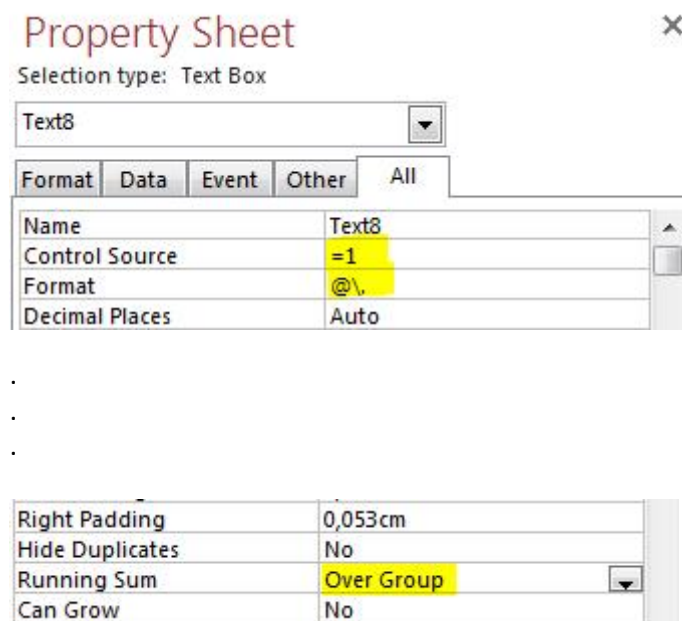 Property Sheet
Selection type: Text Box
Text8
Format Data Event Other All
Name Text8
Control Source =1
Format @\.
Decimal Places Auto
.
.
.
Right Padding 0,053cm
Hide Duplicates No
Running Sum Over Group
Can Grow No